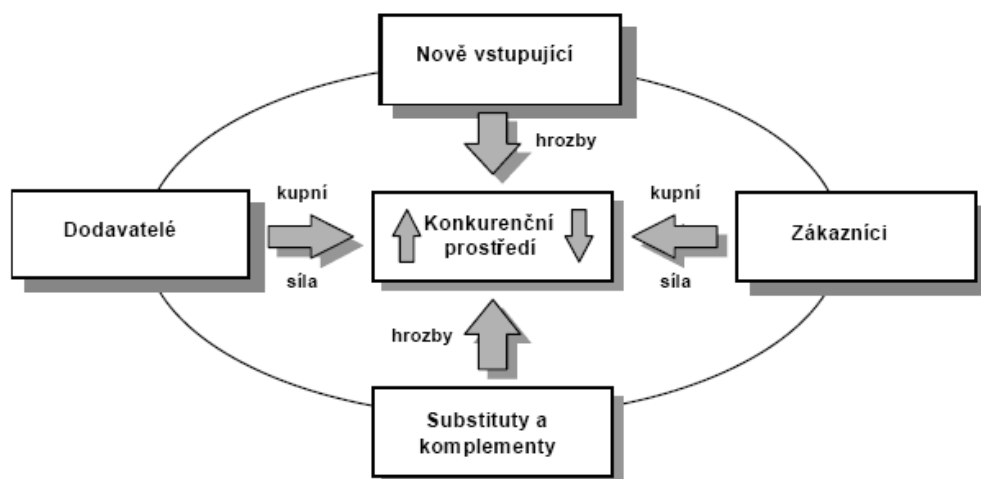 Nově vstupující
hrozby
kupní
kupní
Dodavatelé
Konkurenční
prostředí
Zákazníci
síla
síla
hrozby
Substituty a
komplementy